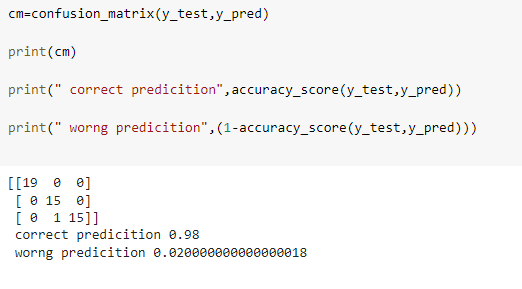 cm=confusion_matrix(y_test,y_pred)
print(cm)
print(" correct predicition",accuracy_score(y_test,y_pred))
print(" worng predicition",(1-accuracy_score(y_test,y_pred)))
[[19  0  0]
 [ 0 15  0]
 [ 0  1 15]]
 correct predicition 0.98
 worng predicition 0.020000000000000018